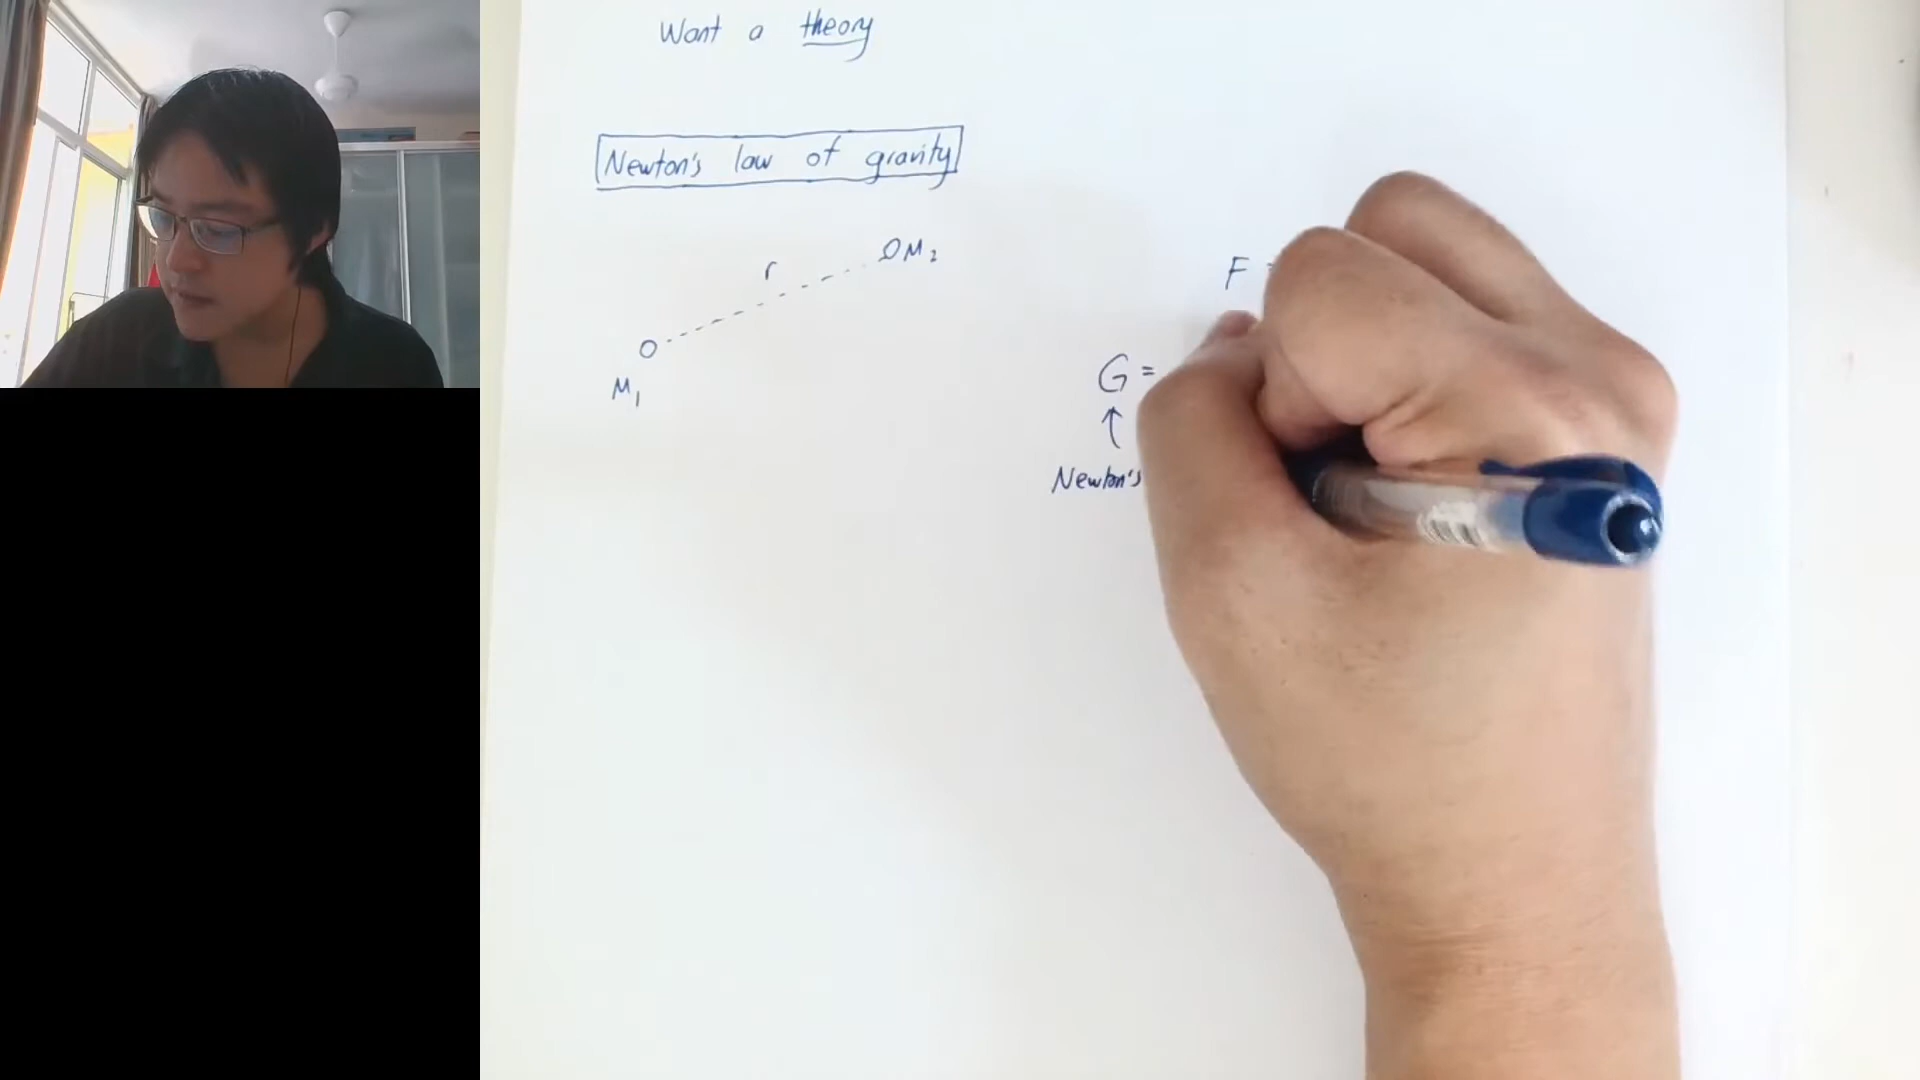 Want a theory
Newton's law of gravity
r
M2
M1
F =
G =
↑
Newton's